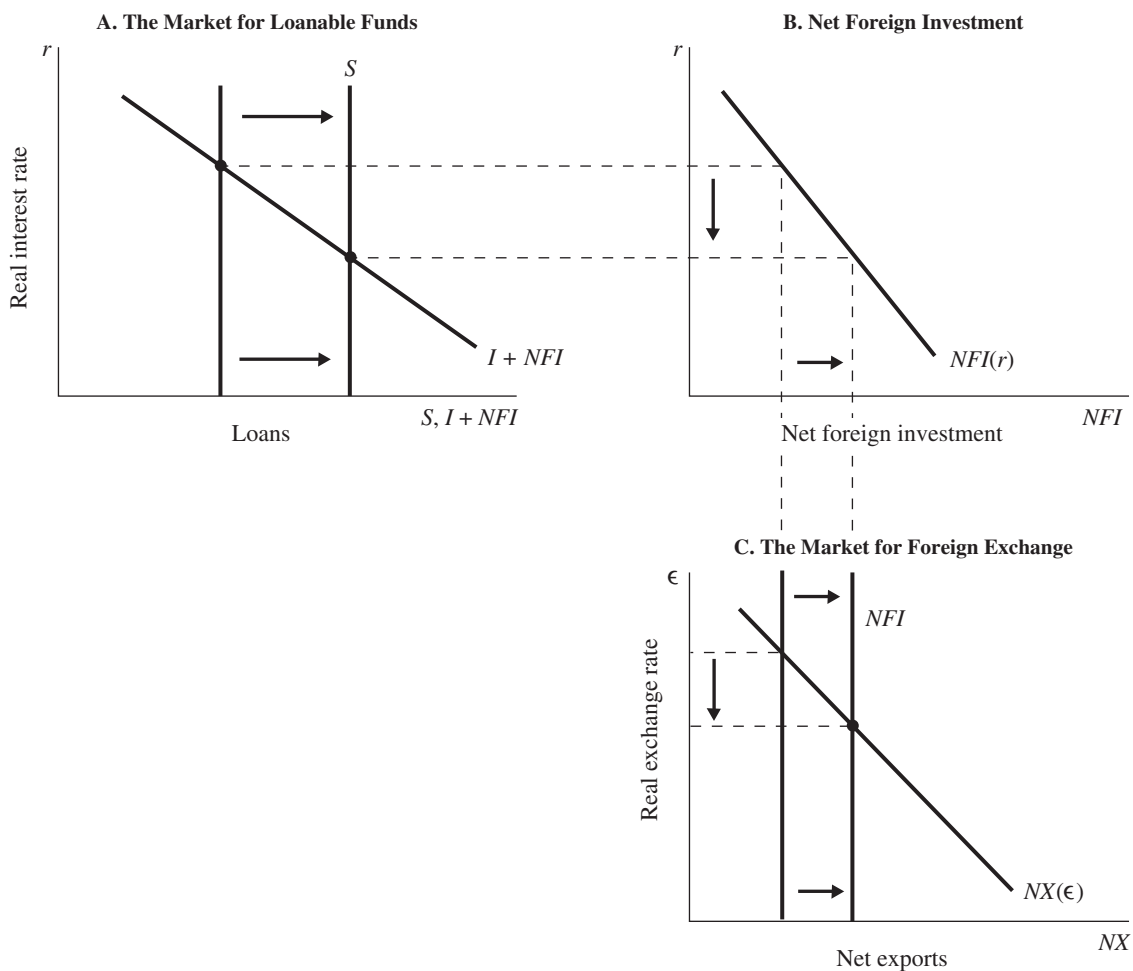 A. The Market for Loanable Funds
r
S
Real interest rate
I + NFI
S, I + NFI
Loans
B. Net Foreign Investment
r
NFI(r)
NFI
Net foreign investment
C. The Market for Foreign Exchange
ϵ
NFI
Real exchange rate
NX(ϵ)
NX
Net exports